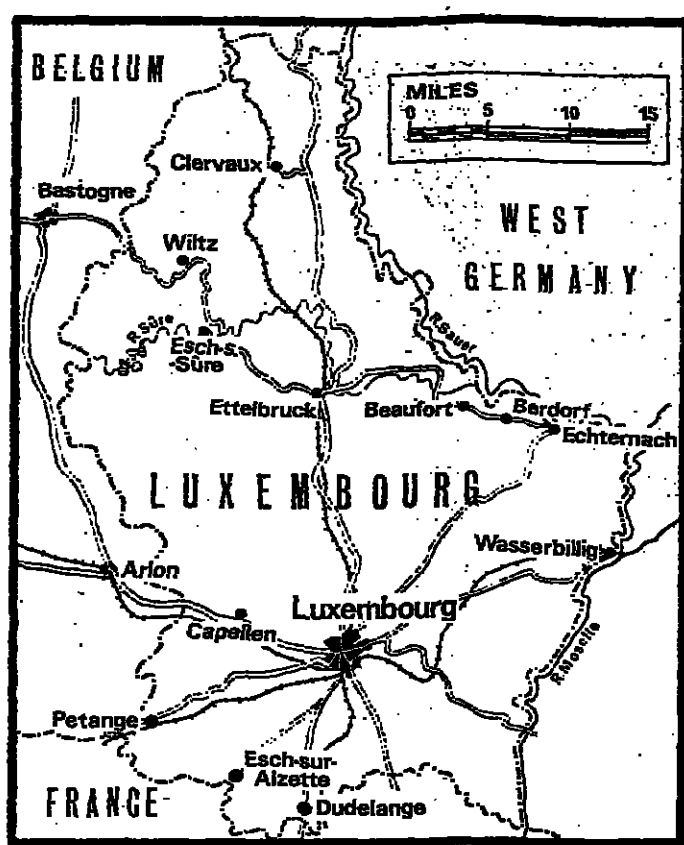 BELGIUM
MILES
0 5 10 15
Clervaux
Bastogne
WEST
GERMANY
Wiltz
R.Sûre
Esch-s.
-Sûre
R.Sauer
Ettelbruck
Beaufort
Berdorf
Echternach
LUXEMBOURG
Wasserbillig
Arlon
Luxembourg
Capellen
R.Moselle
Petange
Esch-sur-
Alzette
FRANCE
Dudelange